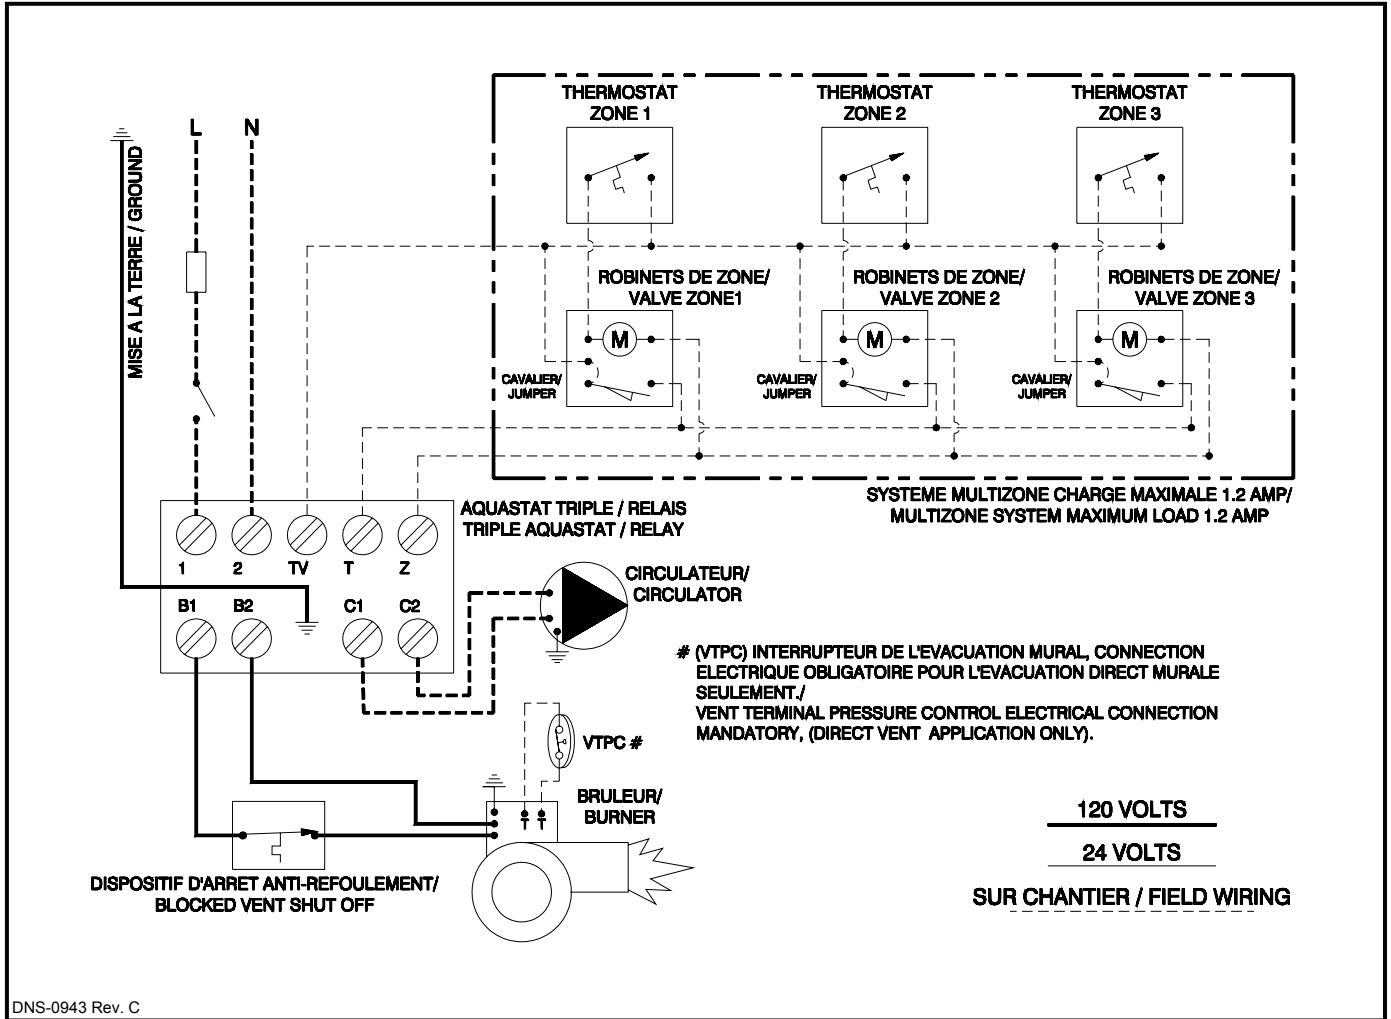 THERMOSTAT
ZONE 1
THERMOSTAT
ZONE 2
THERMOSTAT
ZONE 3
L
N
MISE A LA TERRE / GROUND
ROBINETS DE ZONE/
VALVE ZONE1
ROBINETS DE ZONE/
VALVE ZONE 2
ROBINETS DE ZONE/
VALVE ZONE 3
M
M
M
CAVALIER/
JUMPER
CAVALIER/
JUMPER
CAVALIER/
JUMPER
SYSTEME MULTIZONE CHARGE MAXIMALE 1.2 AMP/
MULTIZONE SYSTEM MAXIMUM LOAD 1.2 AMP
AQUASTAT TRIPLE / RELAIS
TRIPLE AQUASTAT / RELAY
1
2
TV
T
Z
B1
B2
C1
C2
CIRCULATEUR/
CIRCULATOR
# (VTPC) INTERRUPTEUR DE L'EVACUATION MURAL, CONNECTION
ELECTRIQUE OBLIGATOIRE POUR L'EVACUATION DIRECT MURALE
SEULEMENT./
VENT TERMINAL PRESSURE CONTROL ELECTRICAL CONNECTION
MANDATORY, (DIRECT VENT APPLICATION ONLY).
VTPC #
BRULEUR/
BURNER
T
T
DISPOSITIF D'ARRET ANTI-REFOULEMENT/
BLOCKED VENT SHUT OFF
120 VOLTS
24 VOLTS
SUR CHANTIER / FIELD WIRING
DNS-0943 Rev. C